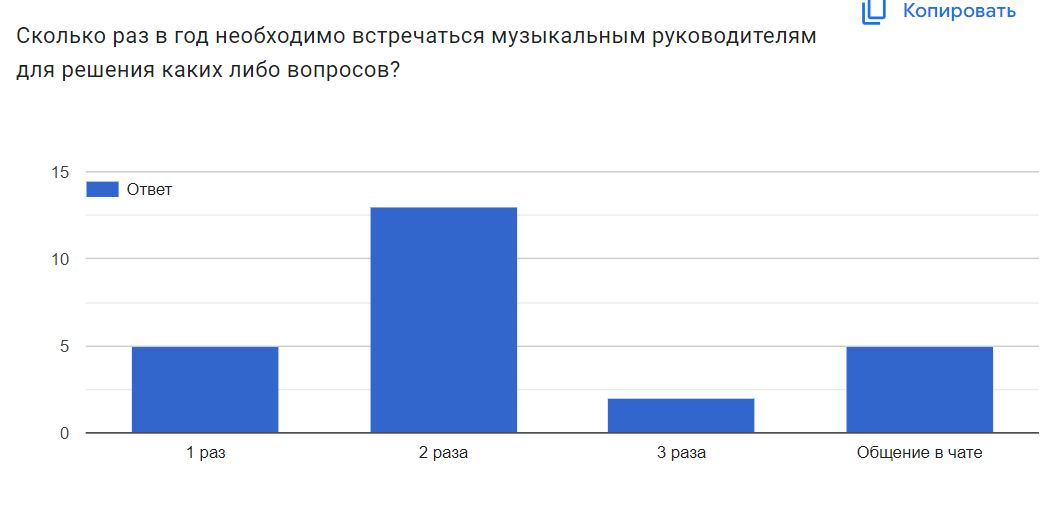 Копировать
Сколько раз в год необходимо встречаться музыкальным руководителям
для решения каких либо вопросов?
15
Ответ
10
5
0
1 раз
2 раза
3 раза
Общение в чате